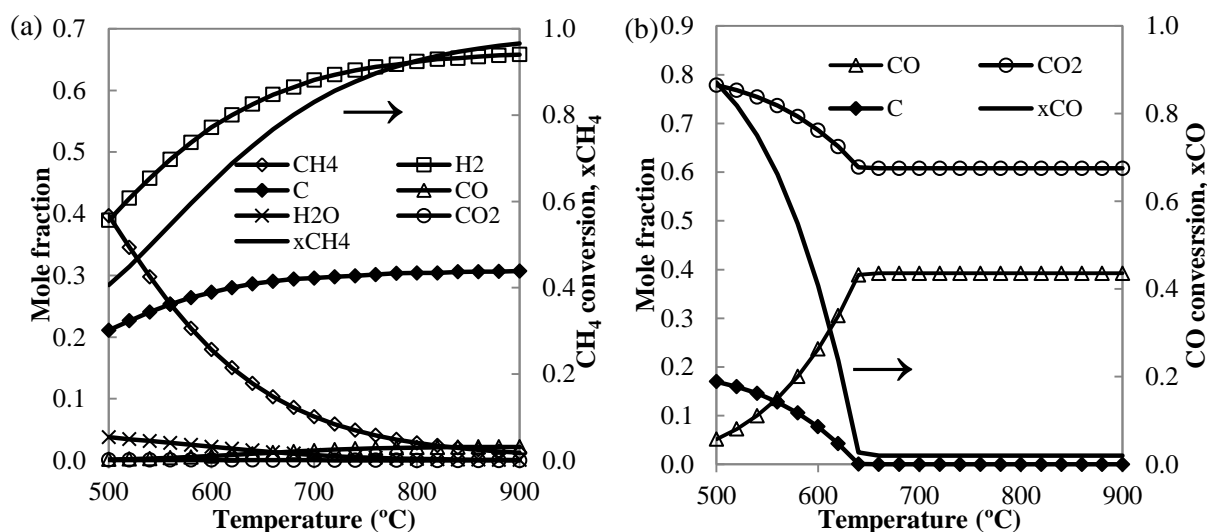 (a)
0.7
0.6
0.5
0.4
0.3
0.2
0.1
0.0
Mole fraction
1.0
0.8
0.6
0.4
0.2
0.0
CH4 conversion, xCH4
CH4 H2
C CO
H2O CO2
xCH4
500 600 700 800 900
Temperature (ºC)
(b)
0.9
0.8
0.7
0.6
0.5
0.4
0.3
0.2
0.1
0.0
Mole fraction
1.0
0.8
0.6
0.4
0.2
0.0
CO convesrsion, xCO
CO CO2
C xCO
500 600 700 800 900
Temperature (ºC)